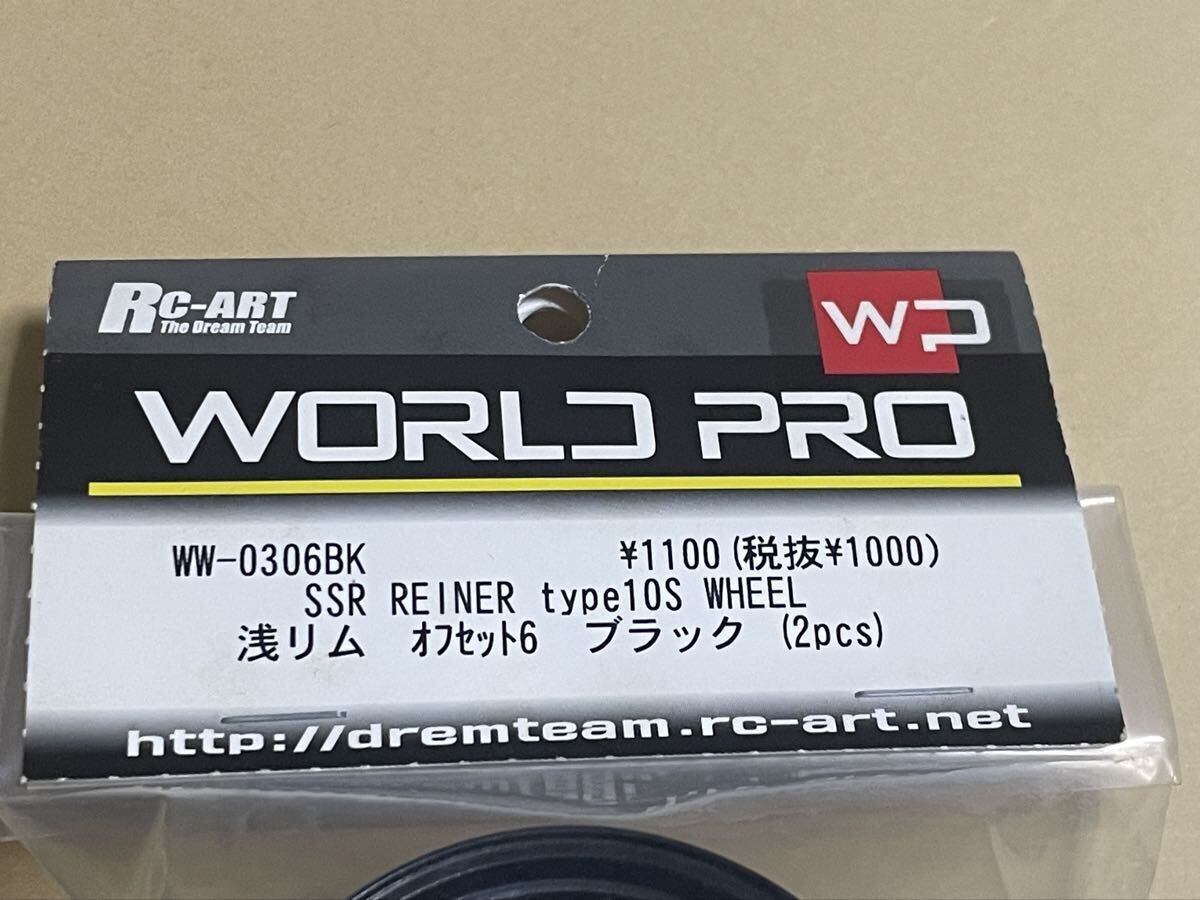 RC-ART
The Dream Team
WP
WORLD PRO
WW-0306BK ¥1100(税抜¥1000)
SSR REINER type10S WHEEL
浅リム オフセット6 ブラック (2pcs)
http://dremteam.rc-art.net